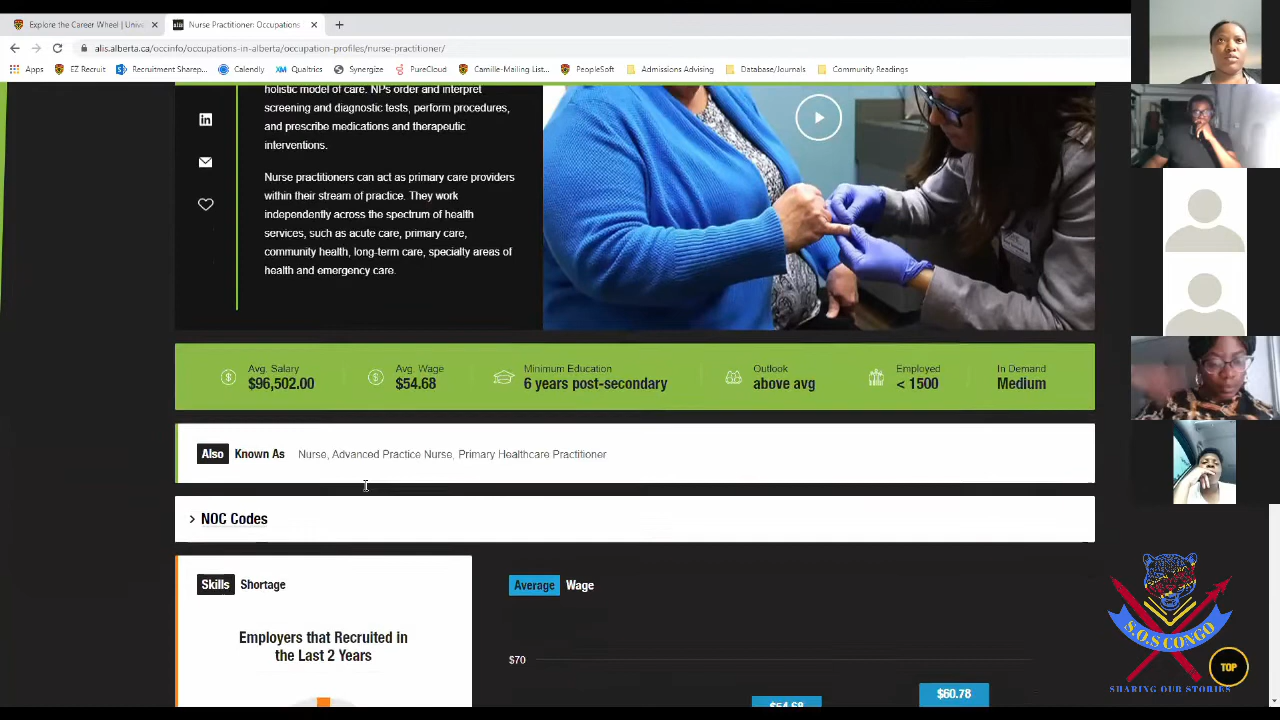 Explore the Career Wheel | Unive
Nurse Practitioner: Occupations
alis.alberta.ca/occinfo/occupations-in-alberta/occupation-profiles/nurse-practitioner/
Apps EZ Recruit Recruitment Sharep... Calendly Qualtrics Synergize PureCloud Camille-Mailing List... PeopleSoft Admissions Advising Database/Journals Community Readings
holistic model of care. NPs order and interpret
screening and diagnostic tests, perform procedures,
and prescribe medications and therapeutic
interventions.
Nurse practitioners can act as primary care providers
within their stream of practice. They work
independently across the spectrum of health
services, such as acute care, primary care,
community health, long-term care, specialty areas of
health and emergency care.
Avg. Salary
$96,502.00
Avg. Wage
$54.68
Minimum Education
6 years post-secondary
Outlook
above avg
Employed
< 1500
In Demand
Medium
Also Known As Nurse, Advanced Practice Nurse, Primary Healthcare Practitioner
NOC Codes
Skills Shortage
Employers that Recruited in
the Last 2 Years
Average Wage
$70
$54.68
$60.78
S.O.S CONGO
SHARING OUR STORIES
TOP